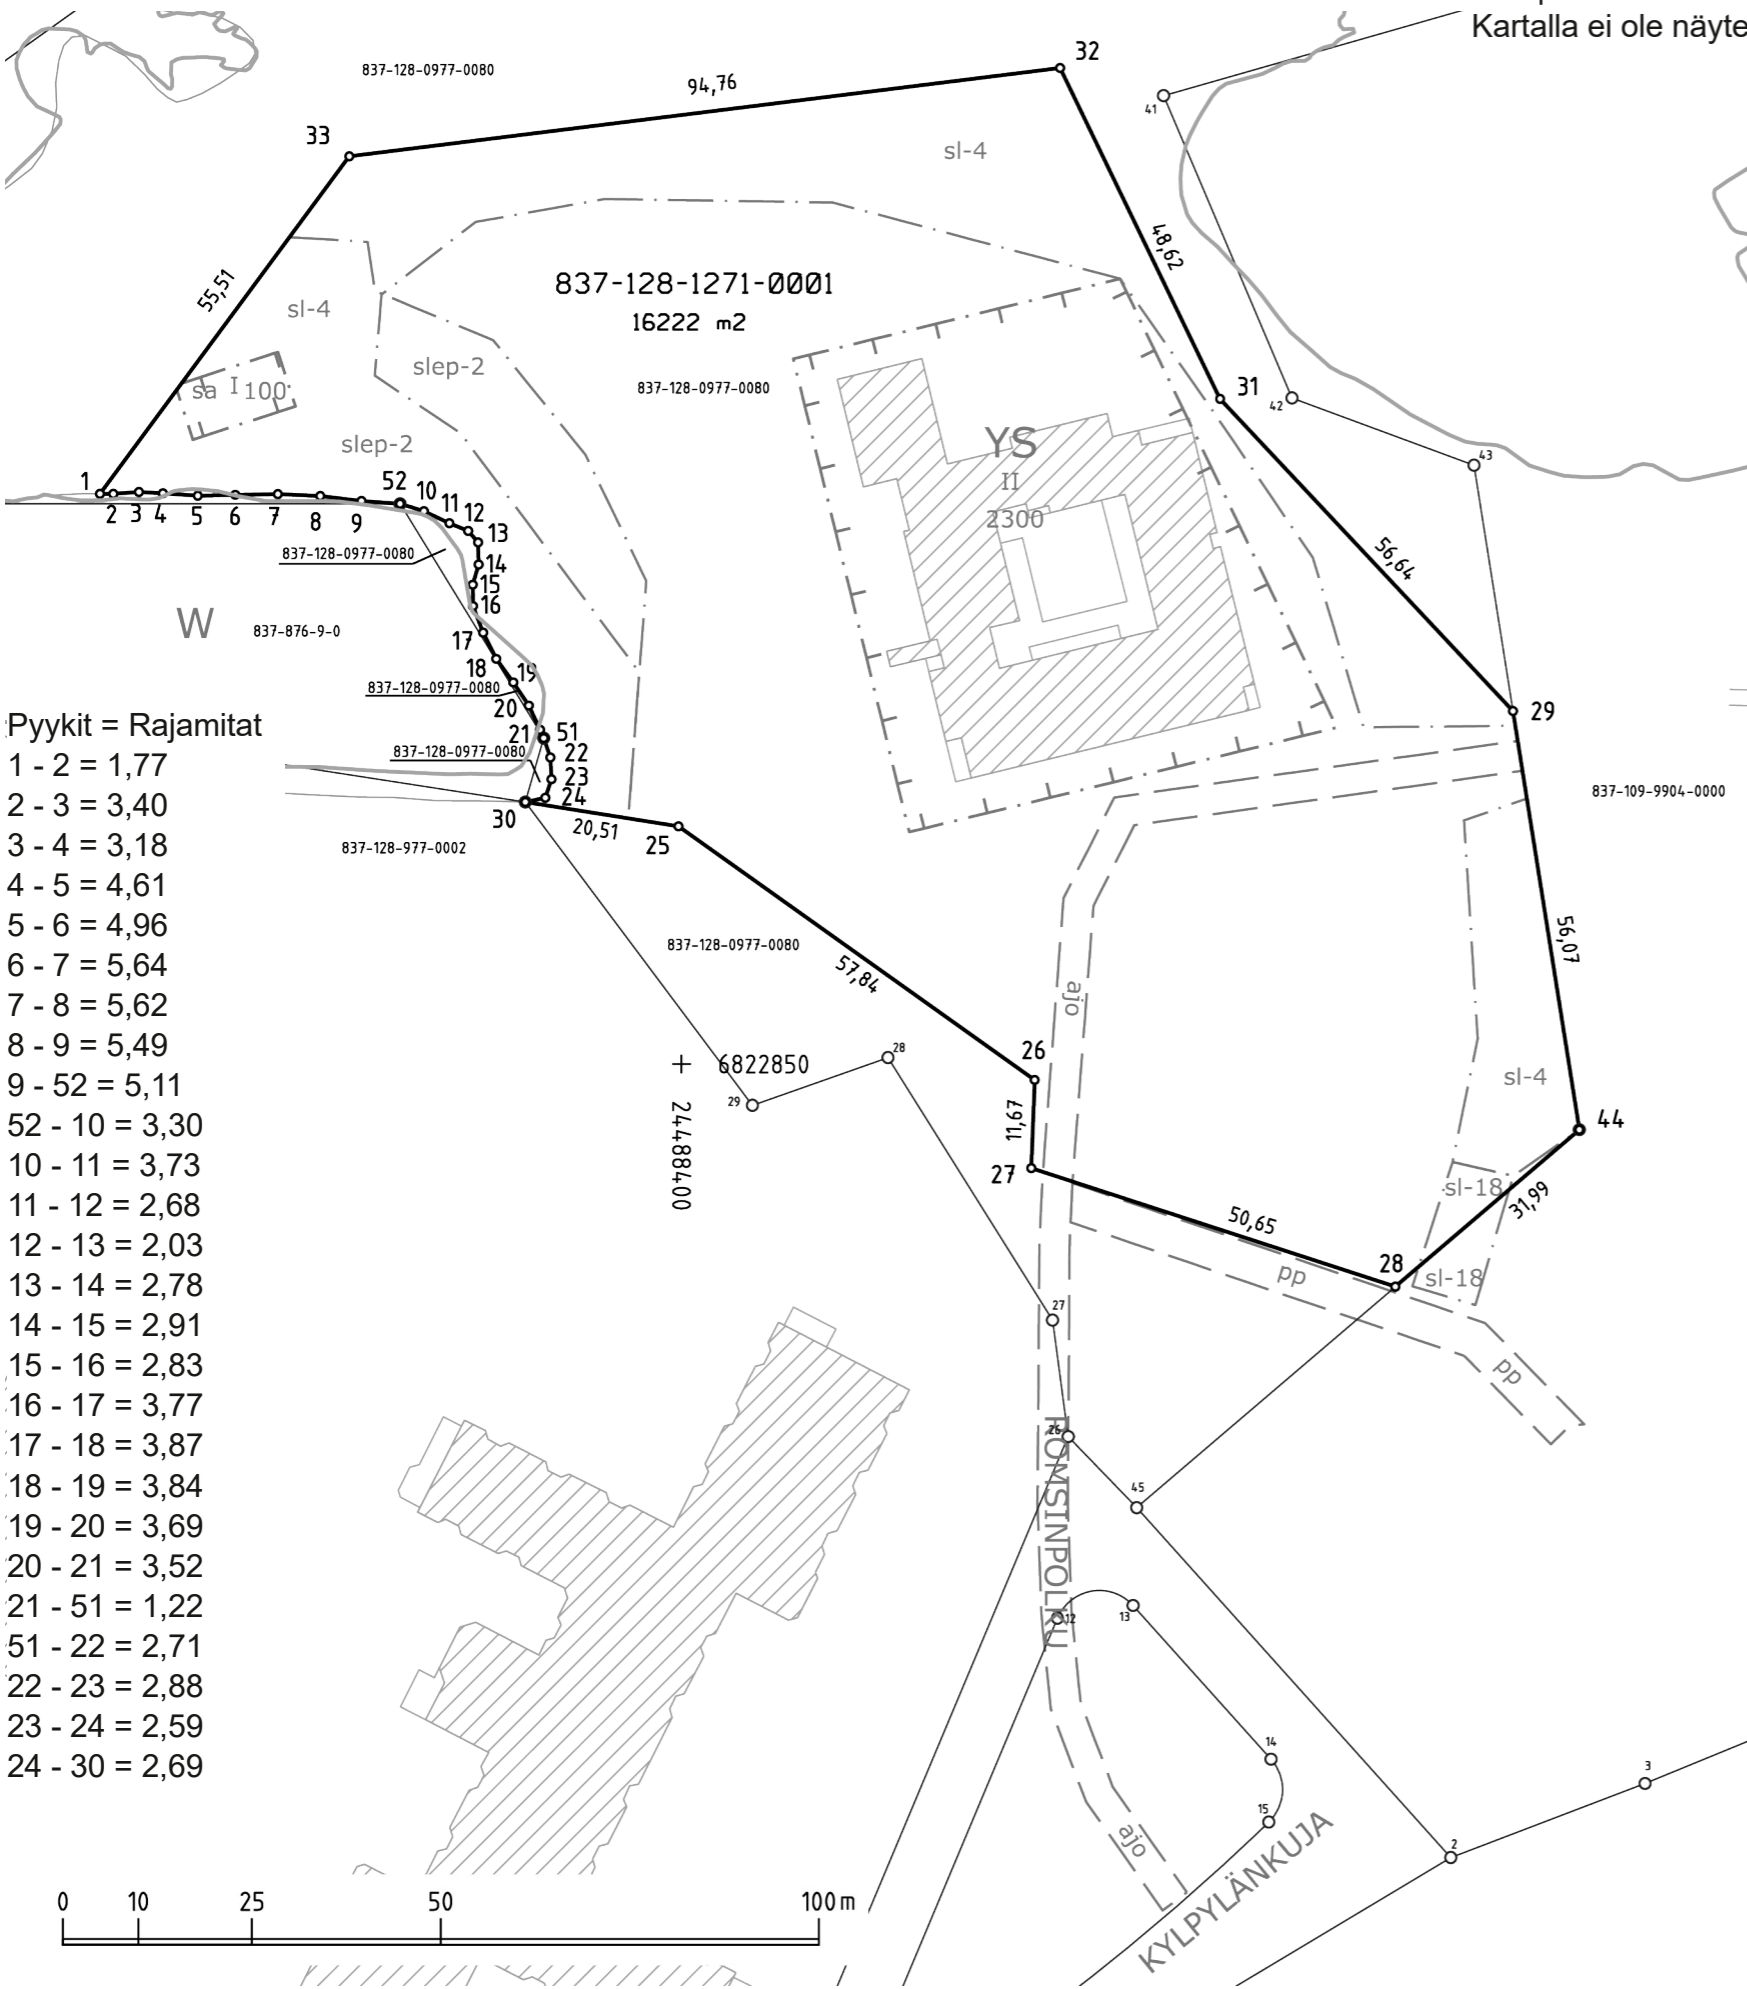 Kartalla ei ole näyte
32
837-128-0977-0080
94,76
41
33
sl-4
48,62
837-128-1271-0001
16222 m2
55,51
sl-4
slep-2
837-128-0977-0080
31
42
sa I 100
YS
II
2300
slep-2
43
1
2
3
4
5
6
7
8
9
52
10
11
12
13
837-128-0977-0080
14
15
16
56,64
W
837-876-9-0
17
18
19
837-128-0977-0080
20
21
51
29
837-128-0977-0080
22
23
24
30
20,51
25
837-109-9904-0000
837-128-977-0002
Pyykit = Rajamitat
1 - 2 = 1,77
2 - 3 = 3,40
3 - 4 = 3,18
4 - 5 = 4,61
5 - 6 = 4,96
6 - 7 = 5,64
7 - 8 = 5,62
8 - 9 = 5,49
9 - 52 = 5,11
52 - 10 = 3,30
10 - 11 = 3,73
11 - 12 = 2,68
12 - 13 = 2,03
13 - 14 = 2,78
14 - 15 = 2,91
15 - 16 = 2,83
16 - 17 = 3,77
17 - 18 = 3,87
18 - 19 = 3,84
19 - 20 = 3,69
20 - 21 = 3,52
21 - 51 = 1,22
51 - 22 = 2,71
22 - 23 = 2,88
23 - 24 = 2,59
24 - 30 = 2,69
837-128-0977-0080
57,84
56,07
ajo
26
28
6822850
29
24488400
sl-4
44
11,67
27
sl-18
31,99
50,65
28
pp
sl-18
27
pp
26
ROMSINPOLKU
45
12
13
14
15
3
2
ajo
KYLPYLÄNKUJA
0 10 25 50 100 m